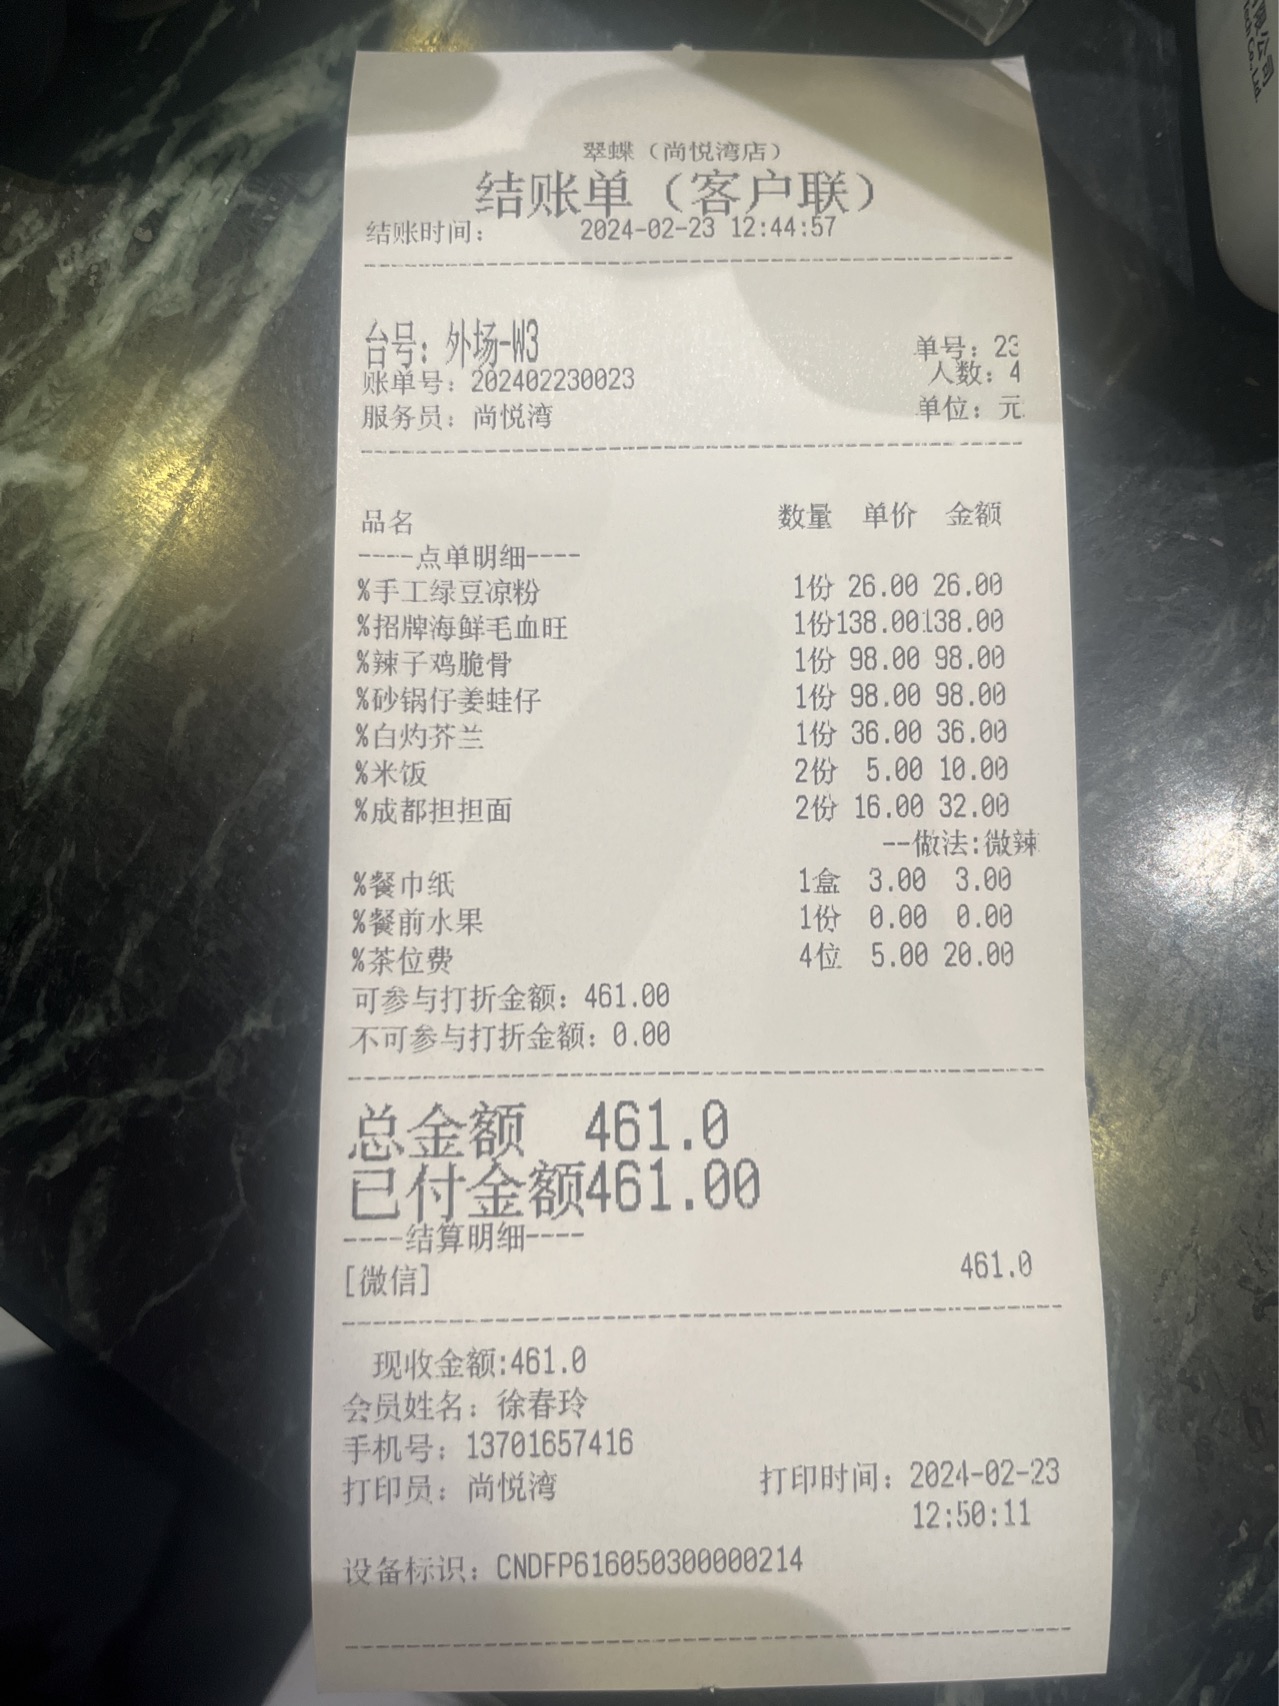 限公司
Tech Co., Ltd.
翠蝶（尚悦湾店）
结账单（客户联）
结账时间： 2024-02-23 12:44:57
台号：外场-W3
单号：23
账单号：202402230023 人数：4
服务员：尚悦湾 单位：元
品名 数量 单价 金额
----点单明细----
%手工绿豆凉粉 1份 26.00 26.00
%招牌海鲜毛血旺 1份138.00138.00
%辣子鸡脆骨 1份 98.00 98.00
%砂锅仔姜蛙仔 1份 98.00 98.00
%白灼芥兰 1份 36.00 36.00
%米饭 2份 5.00 10.00
%成都担担面 2份 16.00 32.00
--做法:微辣
%餐巾纸 1盒 3.00 3.00
%餐前水果 1份 0.00 0.00
%茶位费 4位 5.00 20.00
可参与打折金额：461.00
不可参与打折金额：0.00
总金额 461.0
已付金额461.00
----结算明细----
[微信] 461.0
现收金额:461.0
会员姓名：徐春玲
手机号：13701657416
打印员：尚悦湾 打印时间：2024-02-23
12:50:11
设备标识：CNDFP616050300000214